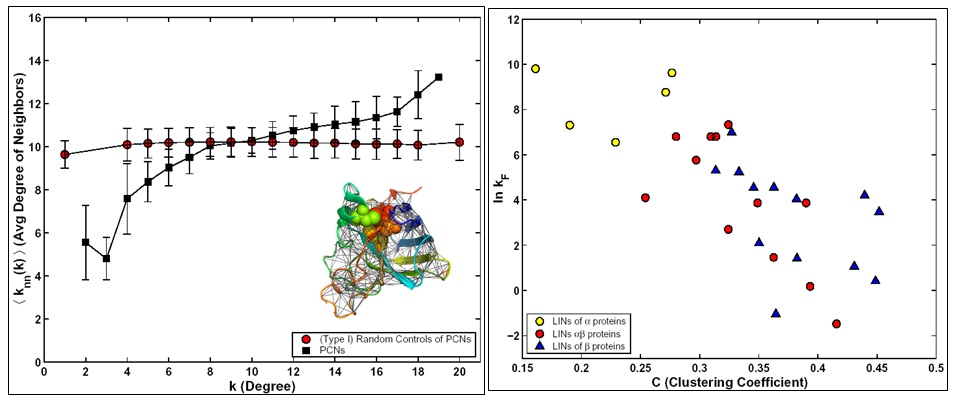 16
14
12
10
8
6
4
2
0
⟨ k_nn(k) ⟩ (Avg Degree of Neighbors)
(Type I) Random Controls of PCNs
PCNs
0 2 4 6 8 10 12 14 16 18 20
k (Degree)
12
10
8
6
4
2
0
−2
ln k_F
LINs of α proteins
LINs αβ proteins
LINs of β proteins
0.15 0.2 0.25 0.3 0.35 0.4 0.45 0.5
C (Clustering Coefficient)